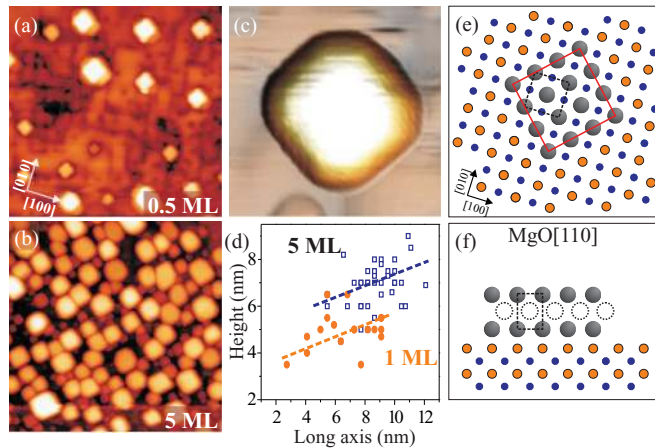 (a)
[010]
[100]
0.5 ML
(b)
5 ML
(c)
(d)
5 ML
1 ML
Height (nm)
8
6
4
2
2 4 6 8 10 12
Long axis (nm)
(e)
[010]
[100]
(f)
MgO[110]